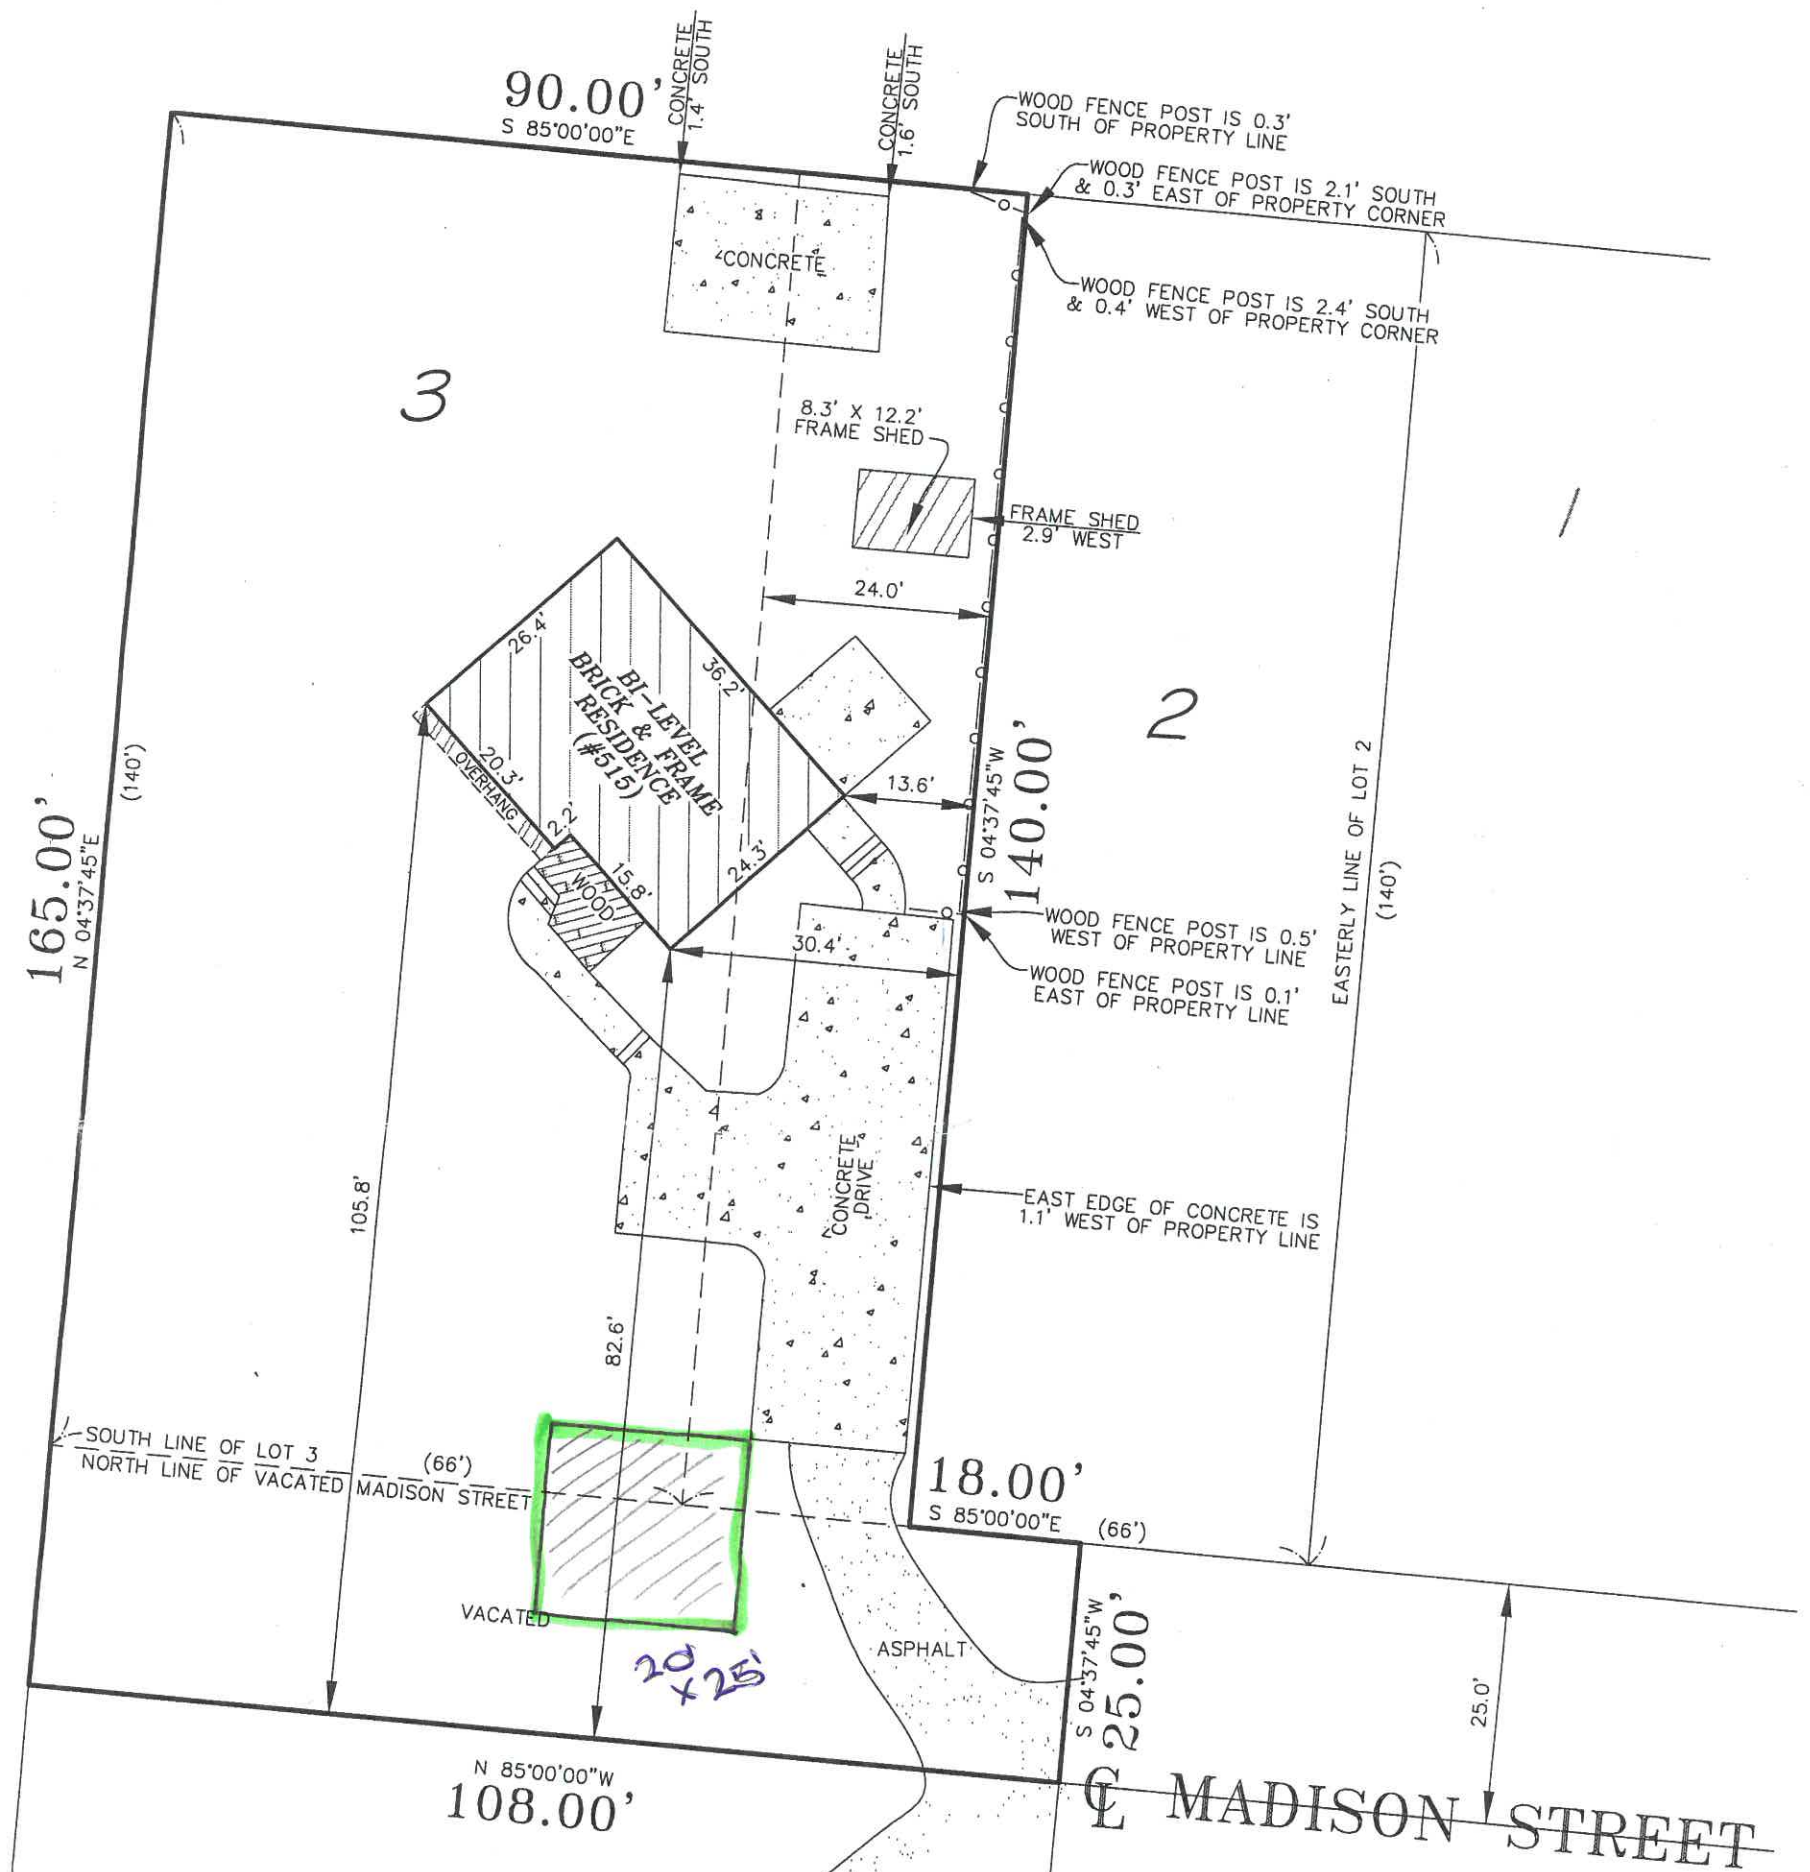 90.00'
S 85°00'00"E
CONCRETE
1.4' SOUTH
CONCRETE
1.6' SOUTH
WOOD FENCE POST IS 0.3'
SOUTH OF PROPERTY LINE
WOOD FENCE POST IS 2.1' SOUTH
& 0.3' EAST OF PROPERTY CORNER
CONCRETE
WOOD FENCE POST IS 2.4' SOUTH
& 0.4' WEST OF PROPERTY CORNER
3
8.3' X 12.2'
FRAME SHED
1
FRAME SHED
2.9' WEST
24.0'
26.4'
36.2'
BI-LEVEL
BRICK & FRAME
RESIDENCE
(#515)
2
20.3'
OVERHANG
2.2'
15.8'
WOOD
24.3'
13.6'
S 04°37'45"W
140.00'
EASTERLY LINE OF LOT 2
(140')
(140')
165.00'
N 04°37'45"E
30.4'
WOOD FENCE POST IS 0.5'
WEST OF PROPERTY LINE
WOOD FENCE POST IS 0.1'
EAST OF PROPERTY LINE
CONCRETE
DRIVE
EAST EDGE OF CONCRETE IS
1.1' WEST OF PROPERTY LINE
105.8'
82.6'
SOUTH LINE OF LOT 3
NORTH LINE OF VACATED MADISON STREET
(66')
18.00'
S 85°00'00"E
(66')
VACATED
20'
x 25'
ASPHALT
S 04°37'45"W
25.00'
25.0'
N 85°00'00"W
108.00'
CL MADISON STREET